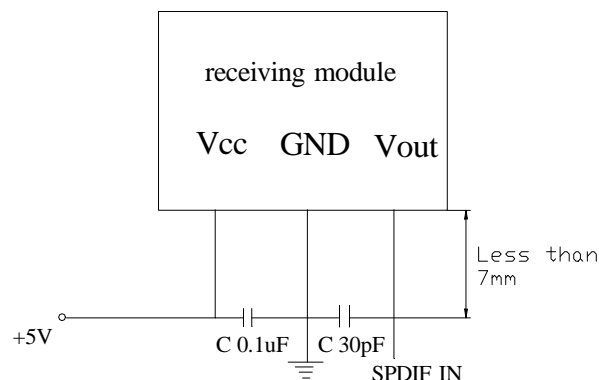 receiving module
Vcc GND Vout
Less than
7mm
+5V
C 0.1uF C 30pF
SPDIF IN